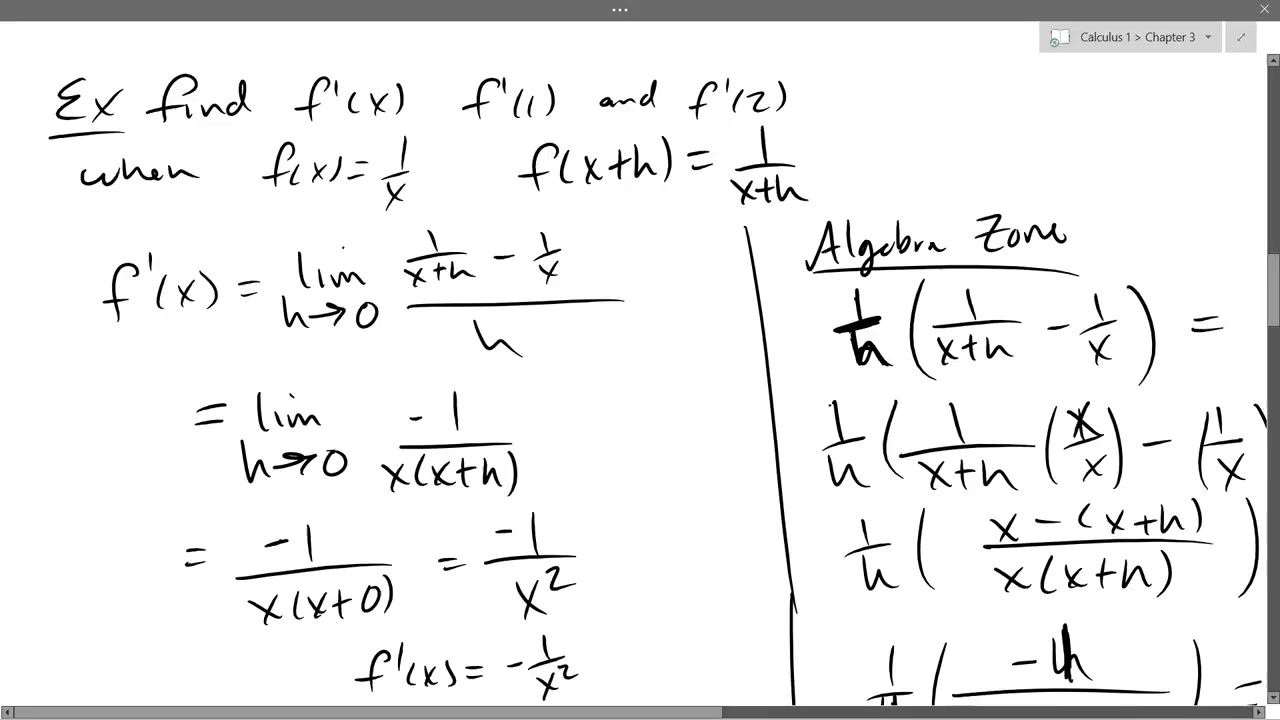 Calculus 1 > Chapter 3
Ex find f'(x) f'(1) and f'(2)
when f(x) = 1/x f(x+h) = 1/(x+h)
f'(x) = lim h→0 (1/(x+h) - 1/x)/h
= lim h→0 -1/(x(x+h))
= -1/(x(x+0)) = -1/x²
f'(x) = -1/x²
Algebra Zone
1/h (1/(x+h) - 1/x) =
1/h (1/(x+h) (x/x) - (1/x
1/h ((x-(x+h))/(x(x+h)))
1/ ( -h ) =